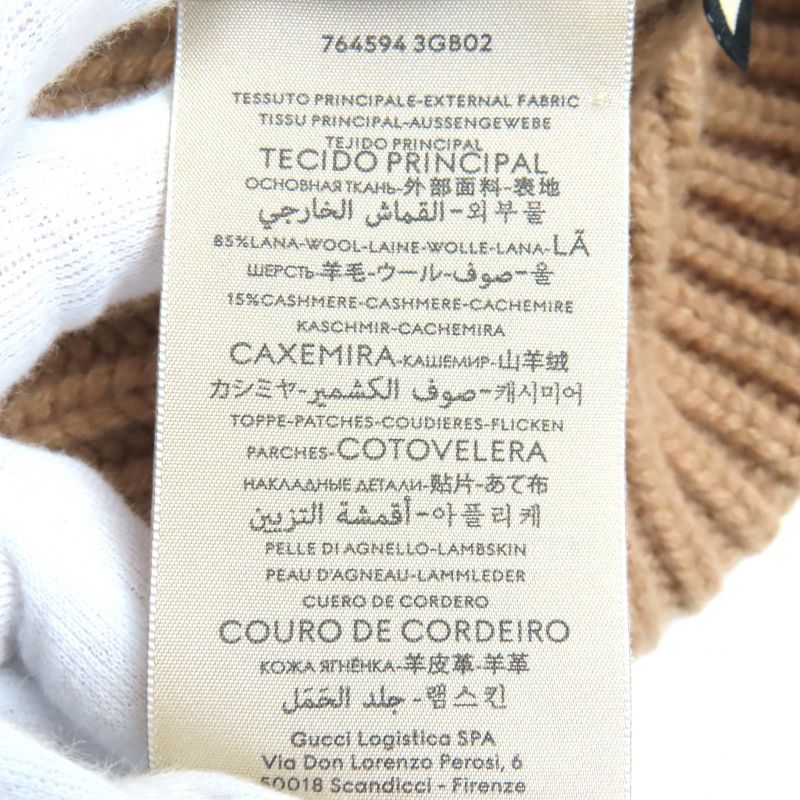 764594 3GB02
TESSUTO PRINCIPALE-EXTERNAL FABRIC
TISSU PRINCIPAL-AUSSENGEWEBE
TEJIDO PRINCIPAL
TECIDO PRINCIPAL
ОСНОВНАЯ ТКАНЬ-外部面料-表地
القماش الخارجي-외부물
85%LANA-WOOL-LAINE-WOLLE-LANA-LÃ
ШЕРСТЬ-羊毛-ウール-صوف-울
15%CASHMERE-CASHMERE-CACHEMIRE
KASCHMIR-CACHEMIRA
CAXEMIRA-КАШЕМИР-山羊绒
カシミヤ-صوف الكشمير-캐시미어
TOPPE-PATCHES-COUDIERES-FLICKEN
PARCHES-COTOVELERA
НАКЛАДНЫЕ ДЕТАЛИ-贴片-あて布
أقمشة التزيين-아플리케
PELLE DI AGNELLO-LAMBSKIN
PEAU D'AGNEAU-LAMMLEDER
CUERO DE CORDERO
COURO DE CORDEIRO
КОЖА ЯГНЁНКА-羊皮革-羊革
جلد الحَمَل-램스킨
Gucci Logistica SPA
Via Don Lorenzo Perosi, 6
50018 Scandicci - Firenze